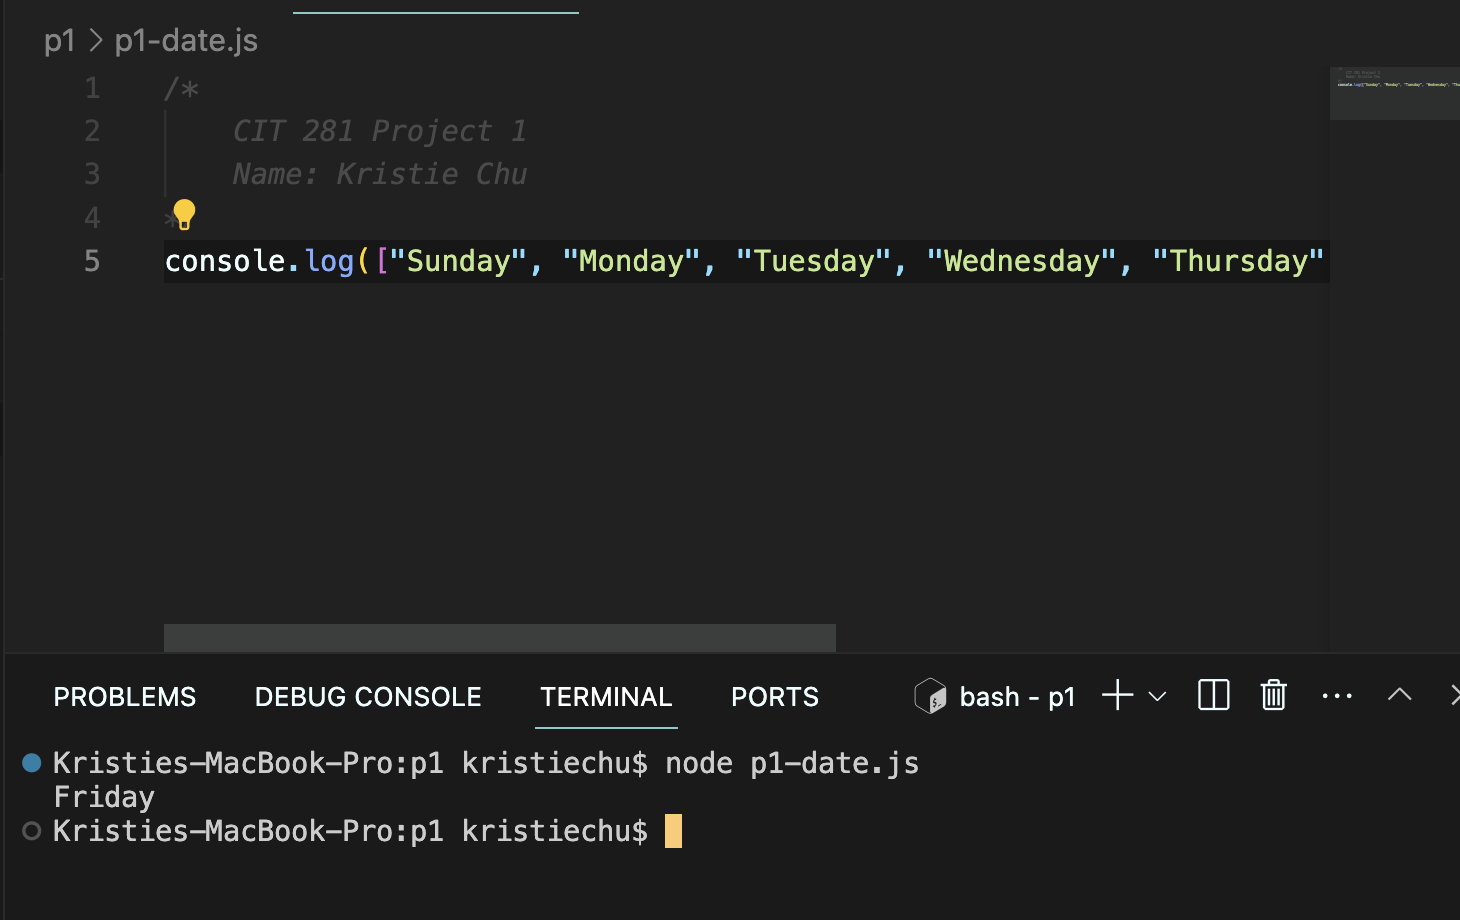 p1 > p1-date.js
1 /*
2 CIT 281 Project 1
3 Name: Kristie Chu
4 *
5 console.log(["Sunday", "Monday", "Tuesday", "Wednesday", "Thursday"
PROBLEMS DEBUG CONSOLE TERMINAL PORTS bash - p1
Kristies-MacBook-Pro:p1 kristiechu$ node p1-date.js
Friday
Kristies-MacBook-Pro:p1 kristiechu$